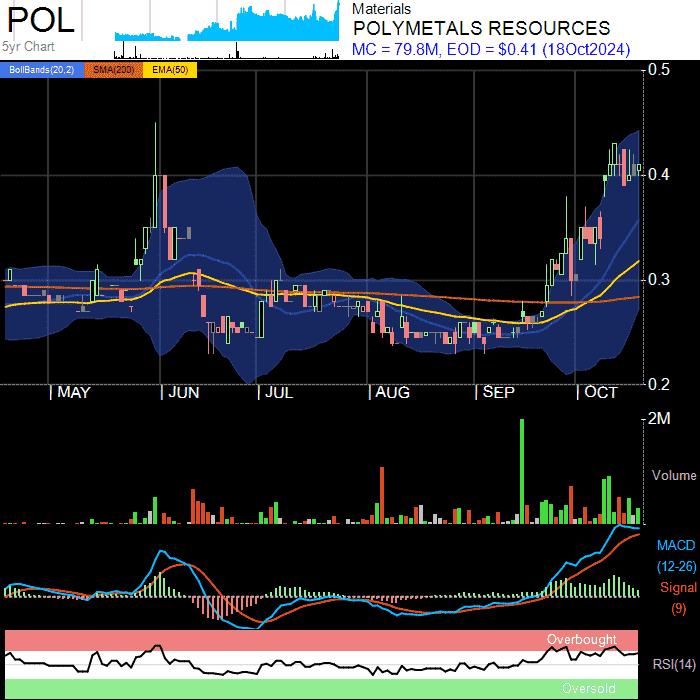 POL
5yr Chart
Materials
POLYMETALS RESOURCES
MC = 79.8M, EOD = $0.41 (18Oct2024)
BollBands(20,2) SMA(200) EMA(50)
0.5
0.4
0.3
0.2
MAY JUN JUL AUG SEP OCT
2M
Volume
MACD
(12-26)
Signal
(9)
Overbought
RSI(14)
Oversold